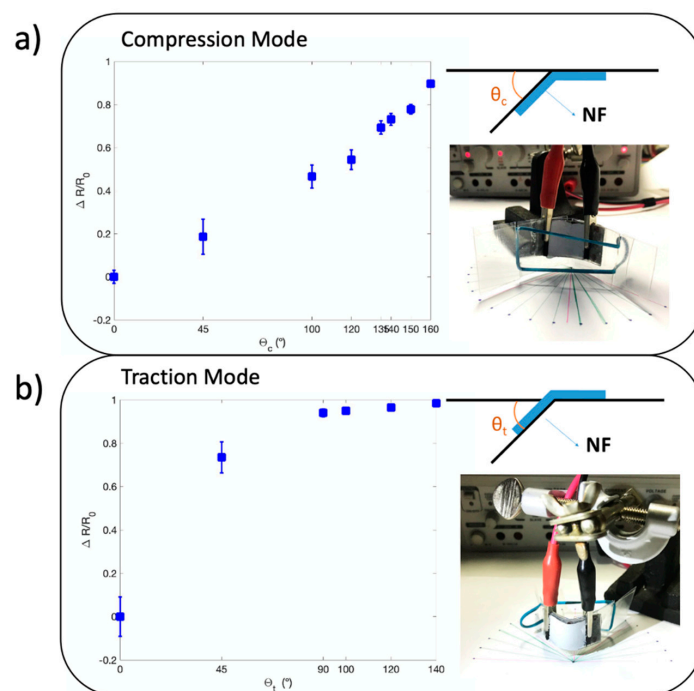 a)
Compression Mode
1
0.8
0.6
0.4
0.2
0
-0.2
Δ R/R0
0 45 100 120 135 140 150 160
Θc (°)
θc
NF
b)
Traction Mode
1
0.8
0.6
0.4
0.2
0
-0.2
Δ R/R0
0 45 90 100 120 140
Θt (°)
θt
NF